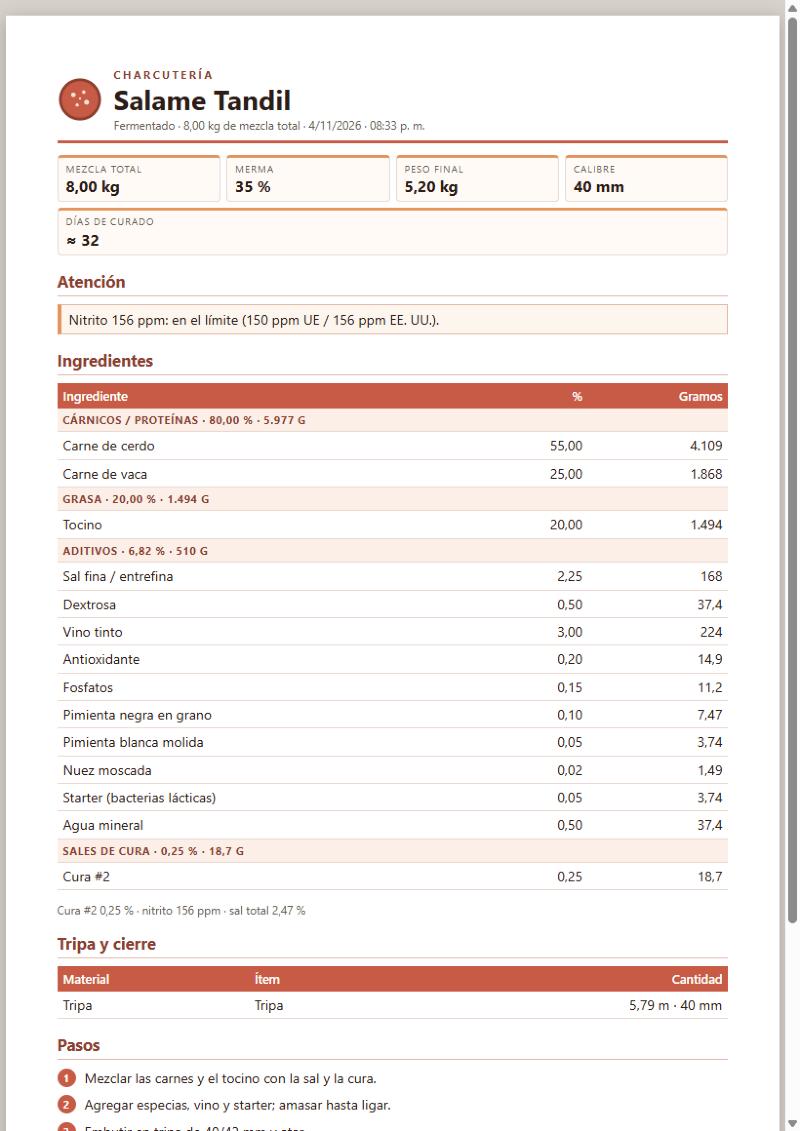 CHARCUTERÍA
Salame Tandil
Fermentado · 8,00 kg de mezcla total · 4/11/2026 · 08:33 p. m.
MEZCLA TOTAL MERMA PESO FINAL CALIBRE
8,00 kg 35 % 5,20 kg 40 mm
DÍAS DE CURADO
≈ 32
Atención
Nitrito 156 ppm: en el límite (150 ppm UE / 156 ppm EE. UU.).
Ingredientes
Ingrediente % Gramos
CÁRNICOS / PROTEÍNAS · 80,00 % · 5.977 G
Carne de cerdo 55,00 4.109
Carne de vaca 25,00 1.868
GRASA · 20,00 % · 1.494 G
Tocino 20,00 1.494
ADITIVOS · 6,82 % · 510 G
Sal fina / entrefina 2,25 168
Dextrosa 0,50 37,4
Vino tinto 3,00 224
Antioxidante 0,20 14,9
Fosfatos 0,15 11,2
Pimienta negra en grano 0,10 7,47
Pimienta blanca molida 0,05 3,74
Nuez moscada 0,02 1,49
Starter (bacterias lácticas) 0,05 3,74
Agua mineral 0,50 37,4
SALES DE CURA · 0,25 % · 18,7 G
Cura #2 0,25 18,7
Cura #2 0,25 % · nitrito 156 ppm · sal total 2,47 %
Tripa y cierre
Material Ítem Cantidad
Tripa Tripa 5,79 m · 40 mm
Pasos
1 Mezclar las carnes y el tocino con la sal y la cura.
2 Agregar especias, vino y starter; amasar hasta ligar.
3 Embutir en tripa de 40/42 mm y atar.